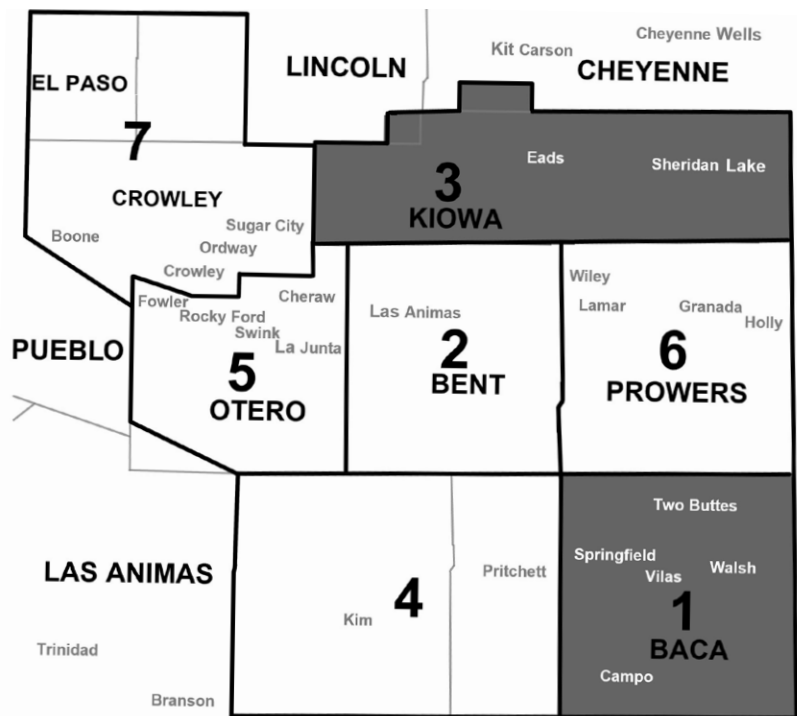 Cheyenne Wells
Kit Carson
LINCOLN
CHEYENNE
EL PASO
7
Eads
Sheridan Lake
3
CROWLEY
KIOWA
Sugar City
Boone
Ordway
Crowley
Wiley
Fowler
Cheraw
Las Animas
Lamar
Granada
Rocky Ford
Holly
Swink
La Junta
PUEBLO
2
6
5
BENT
PROWERS
OTERO
Two Buttes
Springfield
Walsh
LAS ANIMAS
Pritchett
Vilas
4
1
Kim
Trinidad
BACA
Campo
Branson